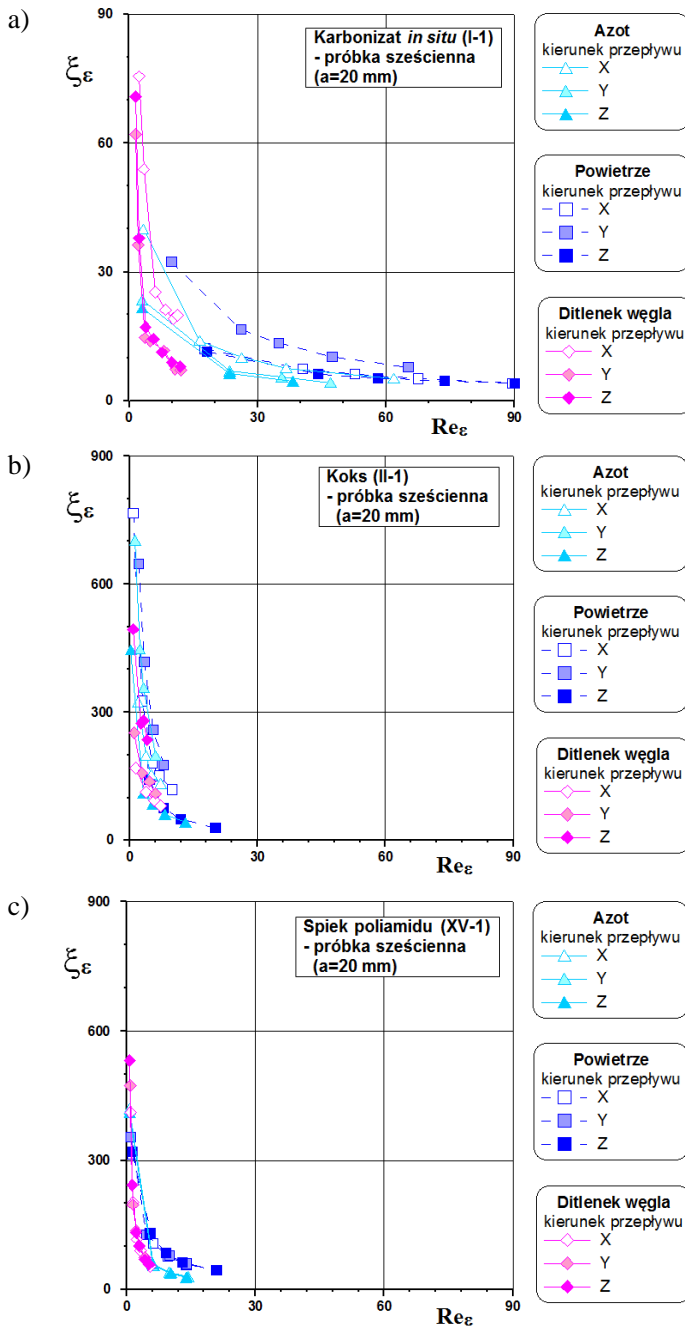 a)
90
60
30
0
ξε
0
30
60
90
Reε
Karbonizat in situ (I-1)
- próbka sześcienna
(a=20 mm)
Azot
kierunek przepływu
X
Y
Z
Powietrze
kierunek przepływu
X
Y
Z
Ditlenek węgla
kierunek przepływu
X
Y
Z
b)
900
600
300
0
ξε
0
30
60
90
Reε
Koks (II-1)
- próbka sześcienna
(a=20 mm)
Azot
kierunek przepływu
X
Y
Z
Powietrze
kierunek przepływu
X
Y
Z
Ditlenek węgla
kierunek przepływu
X
Y
Z
c)
900
600
300
0
ξε
0
30
60
90
Reε
Spiek poliamidu (XV-1)
- próbka sześcienna
(a=20 mm)
Azot
kierunek przepływu
X
Y
Z
Powietrze
kierunek przepływu
X
Y
Z
Ditlenek węgla
kierunek przepływu
X
Y
Z